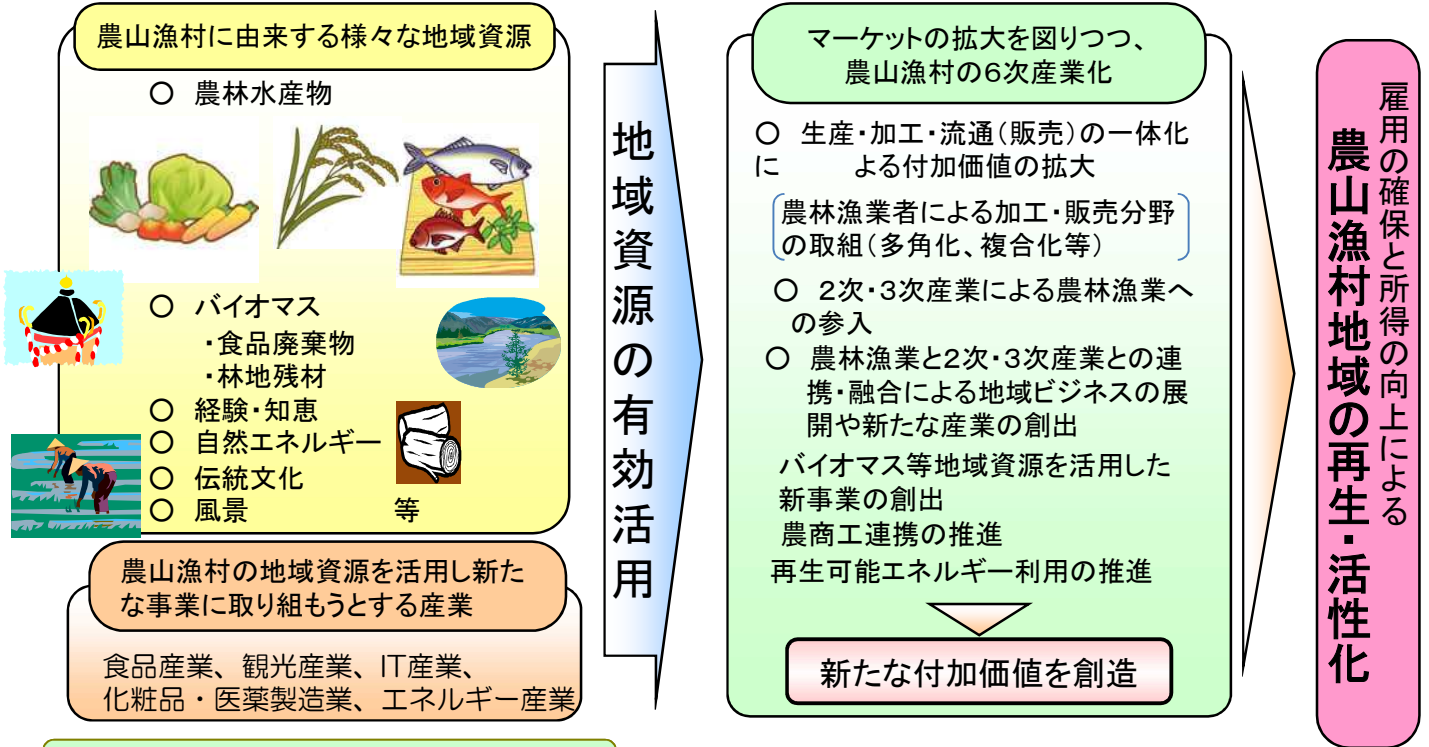 農山漁村に由来する様々な地域資源
○ 農林水産物
○ バイオマス
・食品廃棄物
・林地残材
○ 経験・知恵
○ 自然エネルギー
○ 伝統文化
○ 風景 等
農山漁村の地域資源を活用し新た
な事業に取り組もうとする産業
食品産業、観光産業、IT産業、
化粧品・医薬製造業、エネルギー産業
地域資源の有効活用
マーケットの拡大を図りつつ、
農山漁村の6次産業化
○ 生産・加工・流通(販売)の一体化
に よる付加価値の拡大
農林漁業者による加工・販売分野
の取組(多角化、複合化等)
○ 2次・3次産業による農林漁業へ
の参入
○ 農林漁業と2次・3次産業との連
携・融合による地域ビジネスの展
開や新たな産業の創出
バイオマス等地域資源を活用した
新事業の創出
農商工連携の推進
再生可能エネルギー利用の推進
新たな付加価値を創造
雇用の確保と所得の向上による
農山漁村地域の再生・活性化